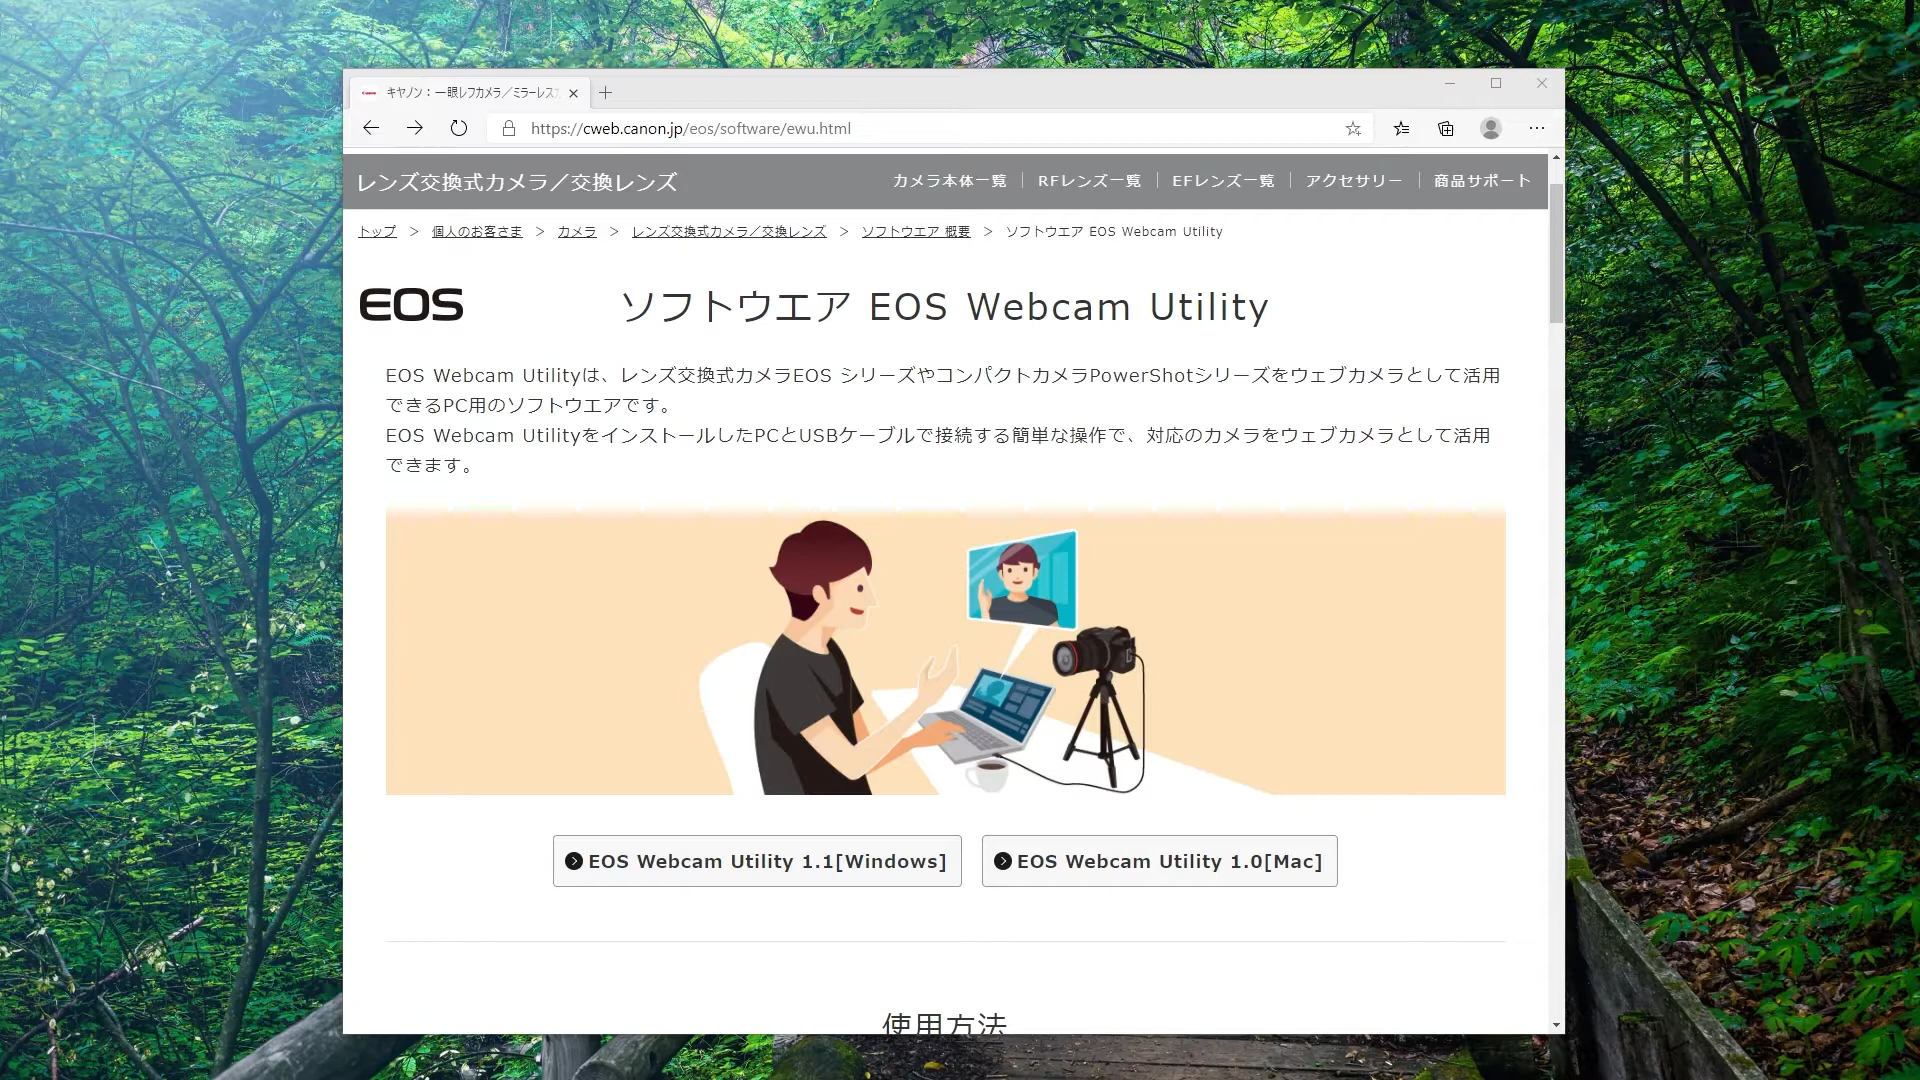 キヤノン：一眼レフカメラ／ミラーレス
https://cweb.canon.jp/eos/software/ewu.html
レンズ交換式カメラ／交換レンズ
カメラ本体一覧 | RFレンズ一覧 | EFレンズ一覧 | アクセサリー | 商品サポート
トップ > 個人のお客さま > カメラ > レンズ交換式カメラ／交換レンズ > ソフトウエア 概要 > ソフトウエア EOS Webcam Utility
EOS
ソフトウエア EOS Webcam Utility
EOS Webcam Utilityは、レンズ交換式カメラEOS シリーズやコンパクトカメラPowerShotシリーズをウェブカメラとして活用
できるPC用のソフトウエアです。
EOS Webcam UtilityをインストールしたPCとUSBケーブルで接続する簡単な操作で、対応のカメラをウェブカメラとして活用
できます。
EOS Webcam Utility 1.1[Windows]
EOS Webcam Utility 1.0[Mac]
使用方法